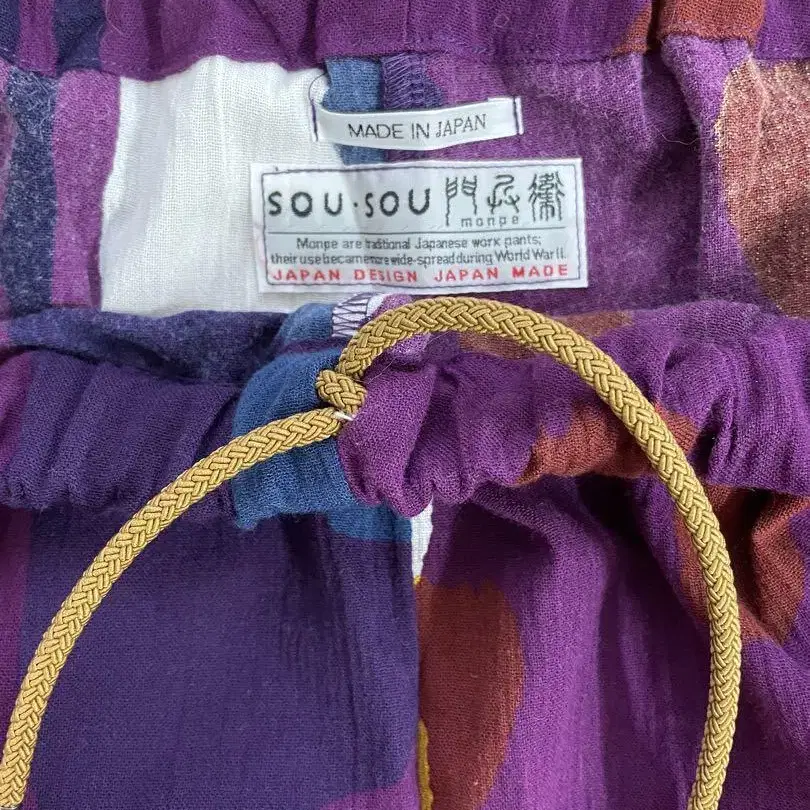 MADE IN JAPAN
SOU・SOU 門兵衛
monpe
Monpe are traditional Japanese worx pants;
their use became more wide-spread during World War II.
JAPAN DESIGN JAPAN MADE